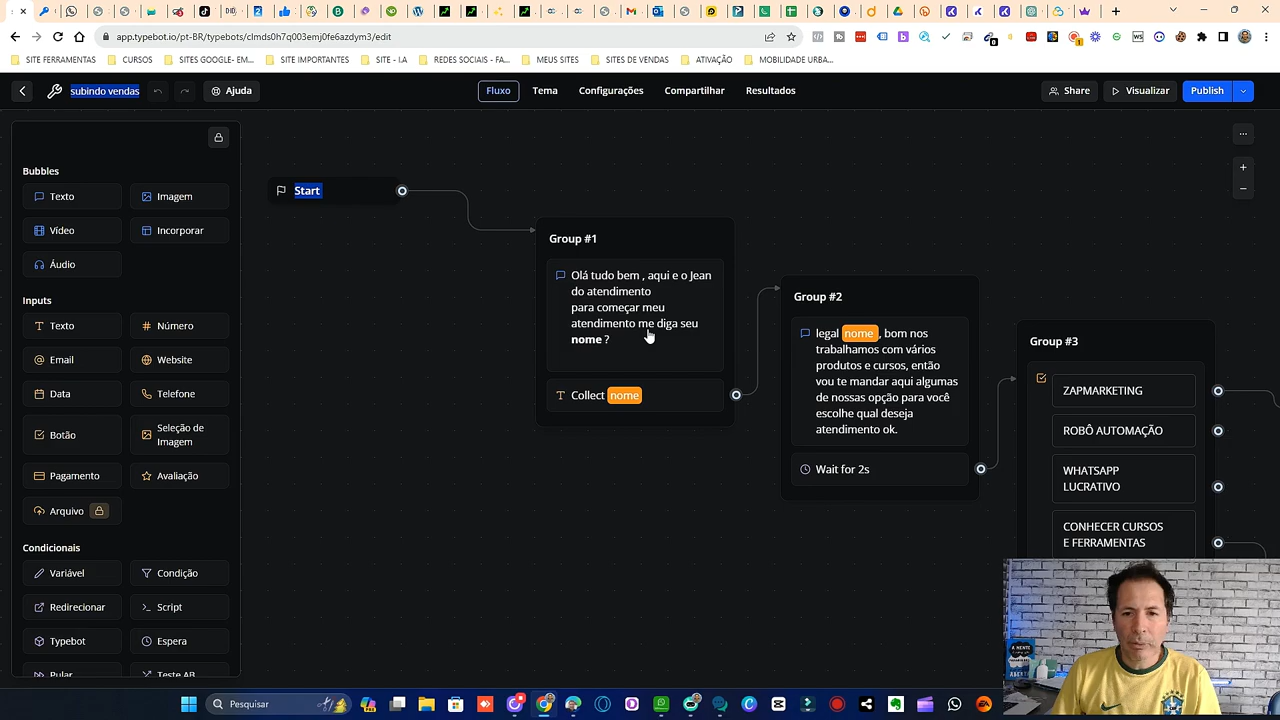 app.typebot.io/pt-BR/typebots/clmds0h7q003emj0fe6azdym3/edit
SITE FERRAMENTAS
CURSOS
SITES GOOGLE- EM...
SITE IMPORTANTES
SITE - I.A
REDES SOCIAIS - FA...
MEUS SITES
SITES DE VENDAS
ATIVAÇÃO
MOBILIDADE URBA...
subindo vendas
Ajuda
Fluxo
Tema
Configurações
Compartilhar
Resultados
Share
Visualizar
Publish
Bubbles
Texto
Imagem
Vídeo
Incorporar
Áudio
Inputs
Texto
Número
Email
Website
Data
Telefone
Botão
Seleção de
Imagem
Pagamento
Avaliação
Arquivo
Condicionais
Variável
Condição
Redirecionar
Script
Typebot
Espera
Pular
Teste AB
Start
Group #1
Olá tudo bem , aqui e o Jean
do atendimento
para começar meu
atendimento me diga seu
nome ?
Collect nome
Group #2
legal nome , bom nos
trabalhamos com vários
produtos e cursos, então
vou te mandar aqui algumas
de nossas opção para você
escolhe qual deseja
atendimento ok.
Wait for 2s
Group #3
ZAPMARKETING
ROBÔ AUTOMAÇÃO
WHATSAPP
LUCRATIVO
CONHECER CURSOS
E FERRAMENTAS
A MENTE
Pesquisar